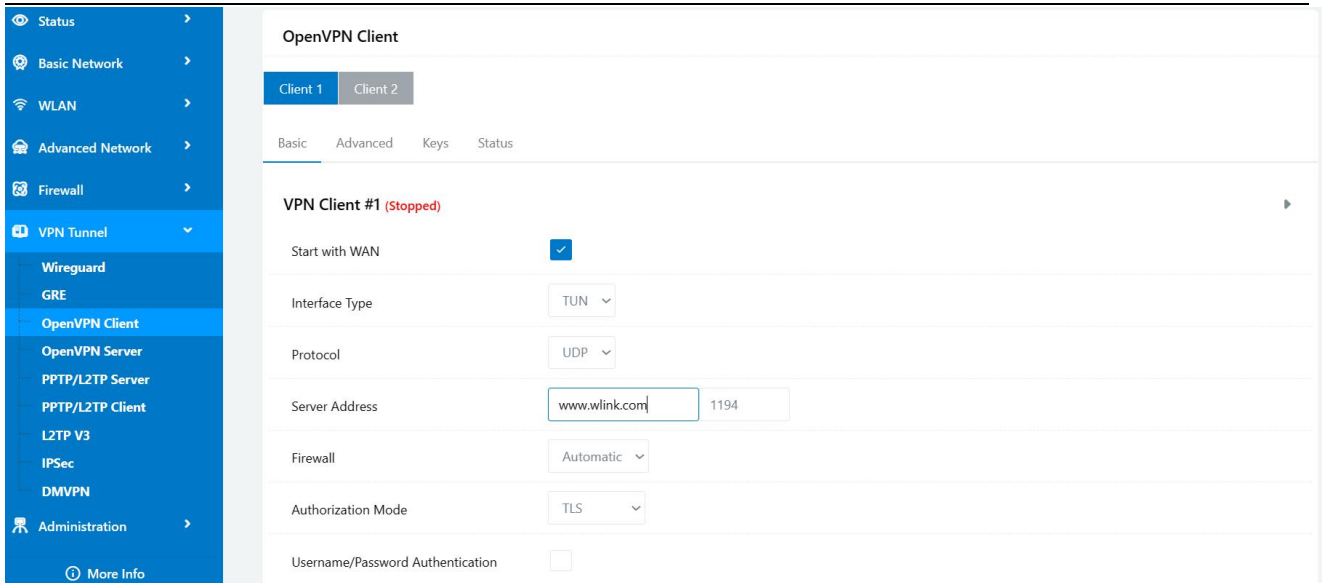 Status
Basic Network
WLAN
Advanced Network
Firewall
VPN Tunnel
Wireguard
GRE
OpenVPN Client
OpenVPN Server
PPTP/L2TP Server
PPTP/L2TP Client
L2TP V3
IPSec
DMVPN
Administration
More Info
OpenVPN Client
Client 1 Client 2
Basic Advanced Keys Status
VPN Client #1 (Stopped)
Start with WAN
Interface Type TUN
Protocol UDP
Server Address www.wlink.com 1194
Firewall Automatic
Authorization Mode TLS
Username/Password Authentication